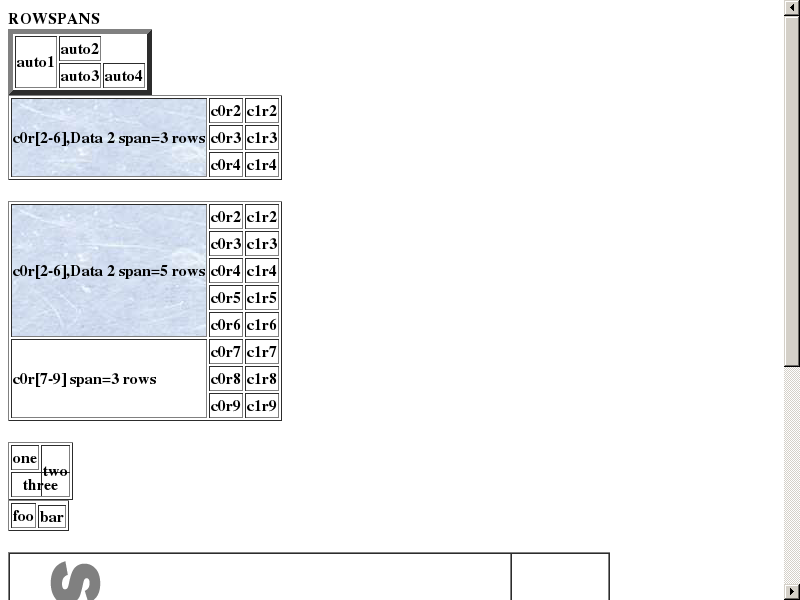 ROWSPANS
auto1 auto2
auto3 auto4
c0r[2-6],Data 2 span=3 rows c0r2 c1r2
c0r3 c1r3
c0r4 c1r4
c0r[2-6],Data 2 span=5 rows c0r2 c1r2
c0r3 c1r3
c0r4 c1r4
c0r5 c1r5
c0r6 c1r6
c0r[7-9] span=3 rows c0r7 c1r7
c0r8 c1r8
c0r9 c1r9
one two
three
foo bar
S